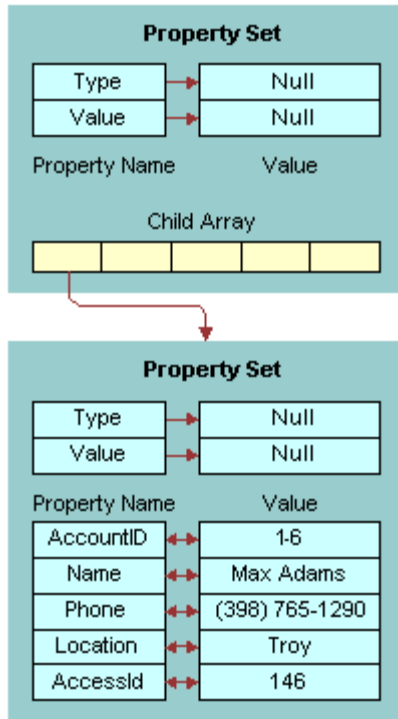 Property Set
Type Null
Value Null
Property Name Value
Child Array
Property Set
Type Null
Value Null
Property Name Value
AccountID 1-6
Name Max Adams
Phone (398) 765-1290
Location Troy
AccessId 146